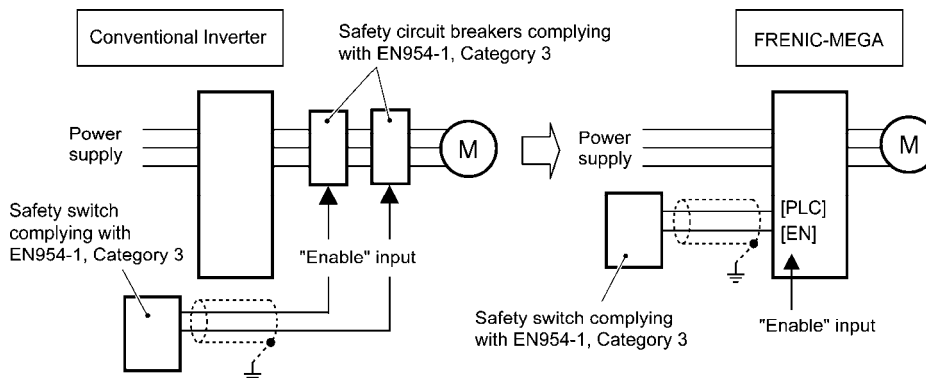 Conventional Inverter
Safety circuit breakers complying
with EN954-1, Category 3
Power
supply
M
Safety switch
complying with
EN954-1, Category 3
"Enable" input
FRENIC-MEGA
Power
supply
M
[PLC]
[EN]
Safety switch complying
with EN954-1, Category 3
"Enable" input